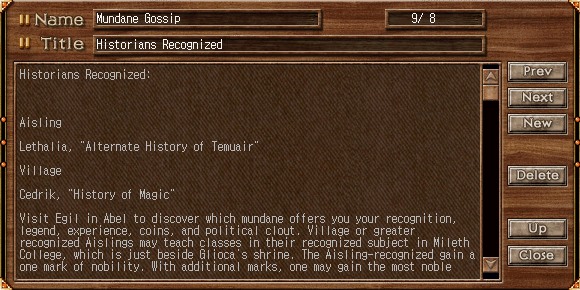 Name Mundane Gossip 9/ 8
Title Historians Recognized
Historians Recognized:
Aisling
Lethalia, "Alternate History of Temuair"
Village
Cedrik, "History of Magic"
Visit Egil in Abel to discover which mundane offers you your recognition,
legend, experience, coins, and political clout. Village or greater
recognized Aislings may teach classes in their recognized subject in Mileth
College, which is just beside Glioca's shrine. The Aisling-recognized gain a
one mark of nobility. With additional marks, one may gain the most noble
Prev
Next
New
Delete
Up
Close